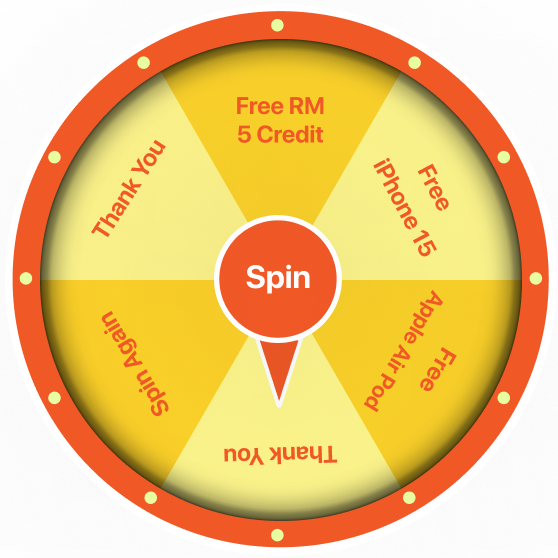 Free RM
5 Credit
Free
iPhone 15
Free
Apple Air Pod
Thank You
Spin Again
Thank You
Spin